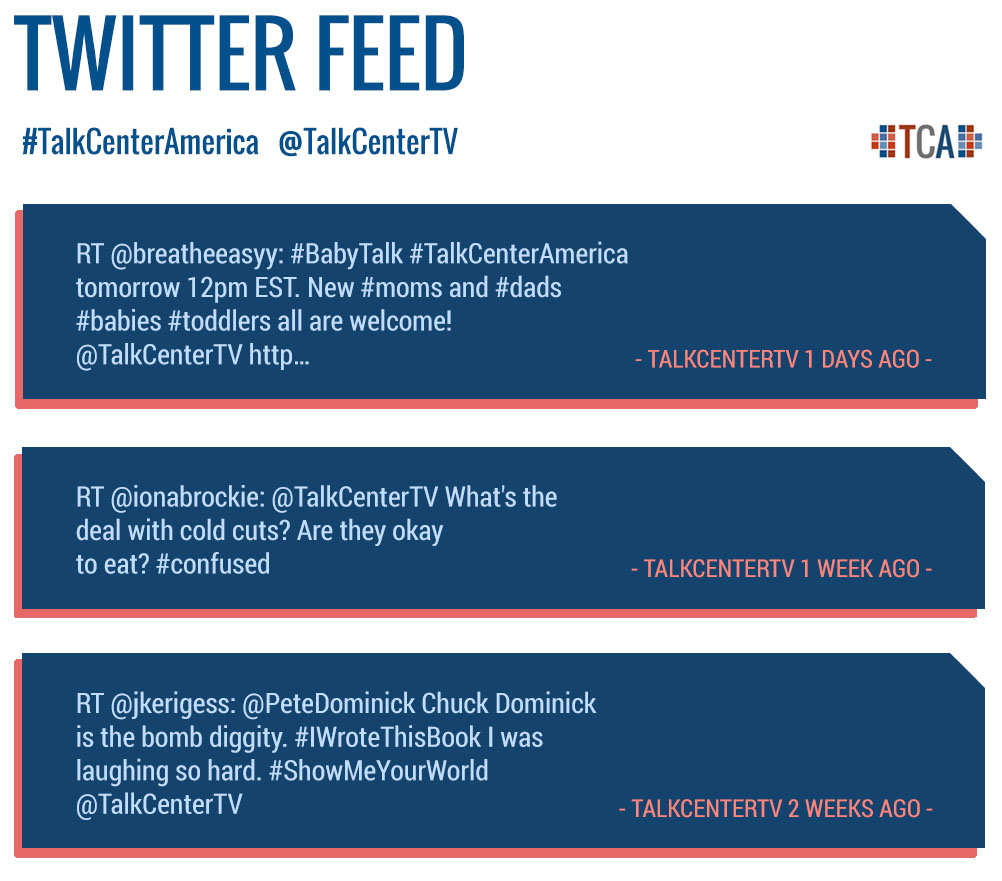 TWITTER FEED
#TalkCenterAmerica @TalkCenterTV
TCA
RT @breatheeasyy: #BabyTalk #TalkCenterAmerica
tomorrow 12pm EST. New #moms and #dads
#babies #toddlers all are welcome!
@TalkCenterTV http...
- TALKCENTERTV 1 DAYS AGO -
RT @ionabrockie: @TalkCenterTV What's the
deal with cold cuts? Are they okay
to eat? #confused
- TALKCENTERTV 1 WEEK AGO -
RT @jkerigess: @PeteDominick Chuck Dominick
is the bomb diggity. #IWroteThisBook I was
laughing so hard. #ShowMeYourWorld
@TalkCenterTV
- TALKCENTERTV 2 WEEKS AGO -